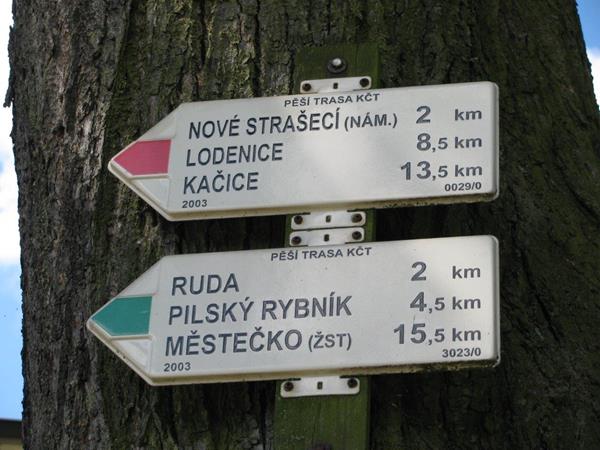 PĚŠÍ TRASA KČT
NOVÉ STRAŠECÍ (NÁM.) 2 km
LODENICE 8,5 km
KAČICE 13,5 km
2003 0029/0
PĚŠÍ TRASA KČT
RUDA 2 km
PILSKÝ RYBNÍK 4,5 km
MĚSTEČKO (ŽST) 15,5 km
2003 3023/0